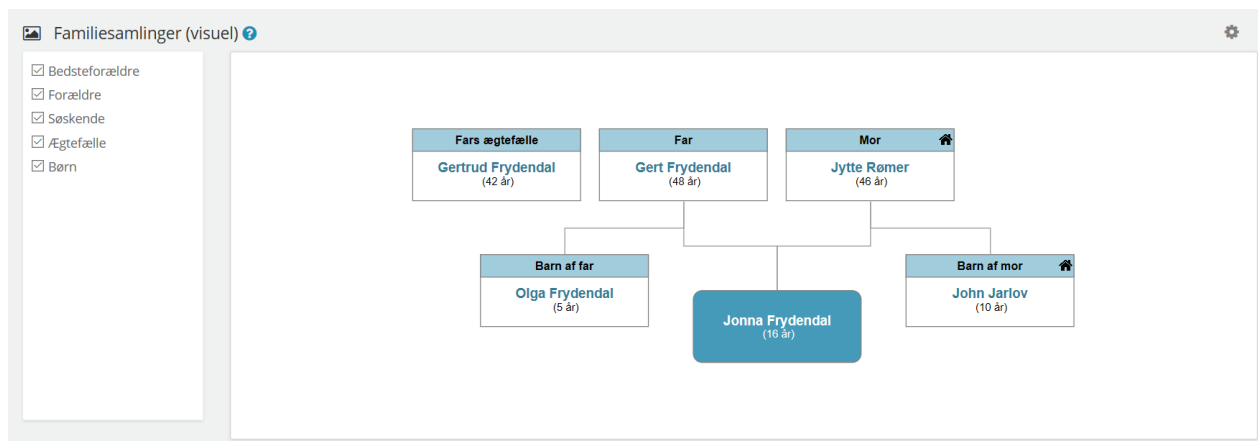 Familiesamlinger (visuel) ?
Bedsteforældre
Forældre
Søskende
Ægtefælle
Børn
Fars ægtefælle
Gertrud Frydendal
(42 år)
Far
Gert Frydendal
(48 år)
Mor
Jytte Rømer
(46 år)
Barn af far
Olga Frydendal
(5 år)
Jonna Frydendal
(16 år)
Barn af mor
John Jarlov
(10 år)